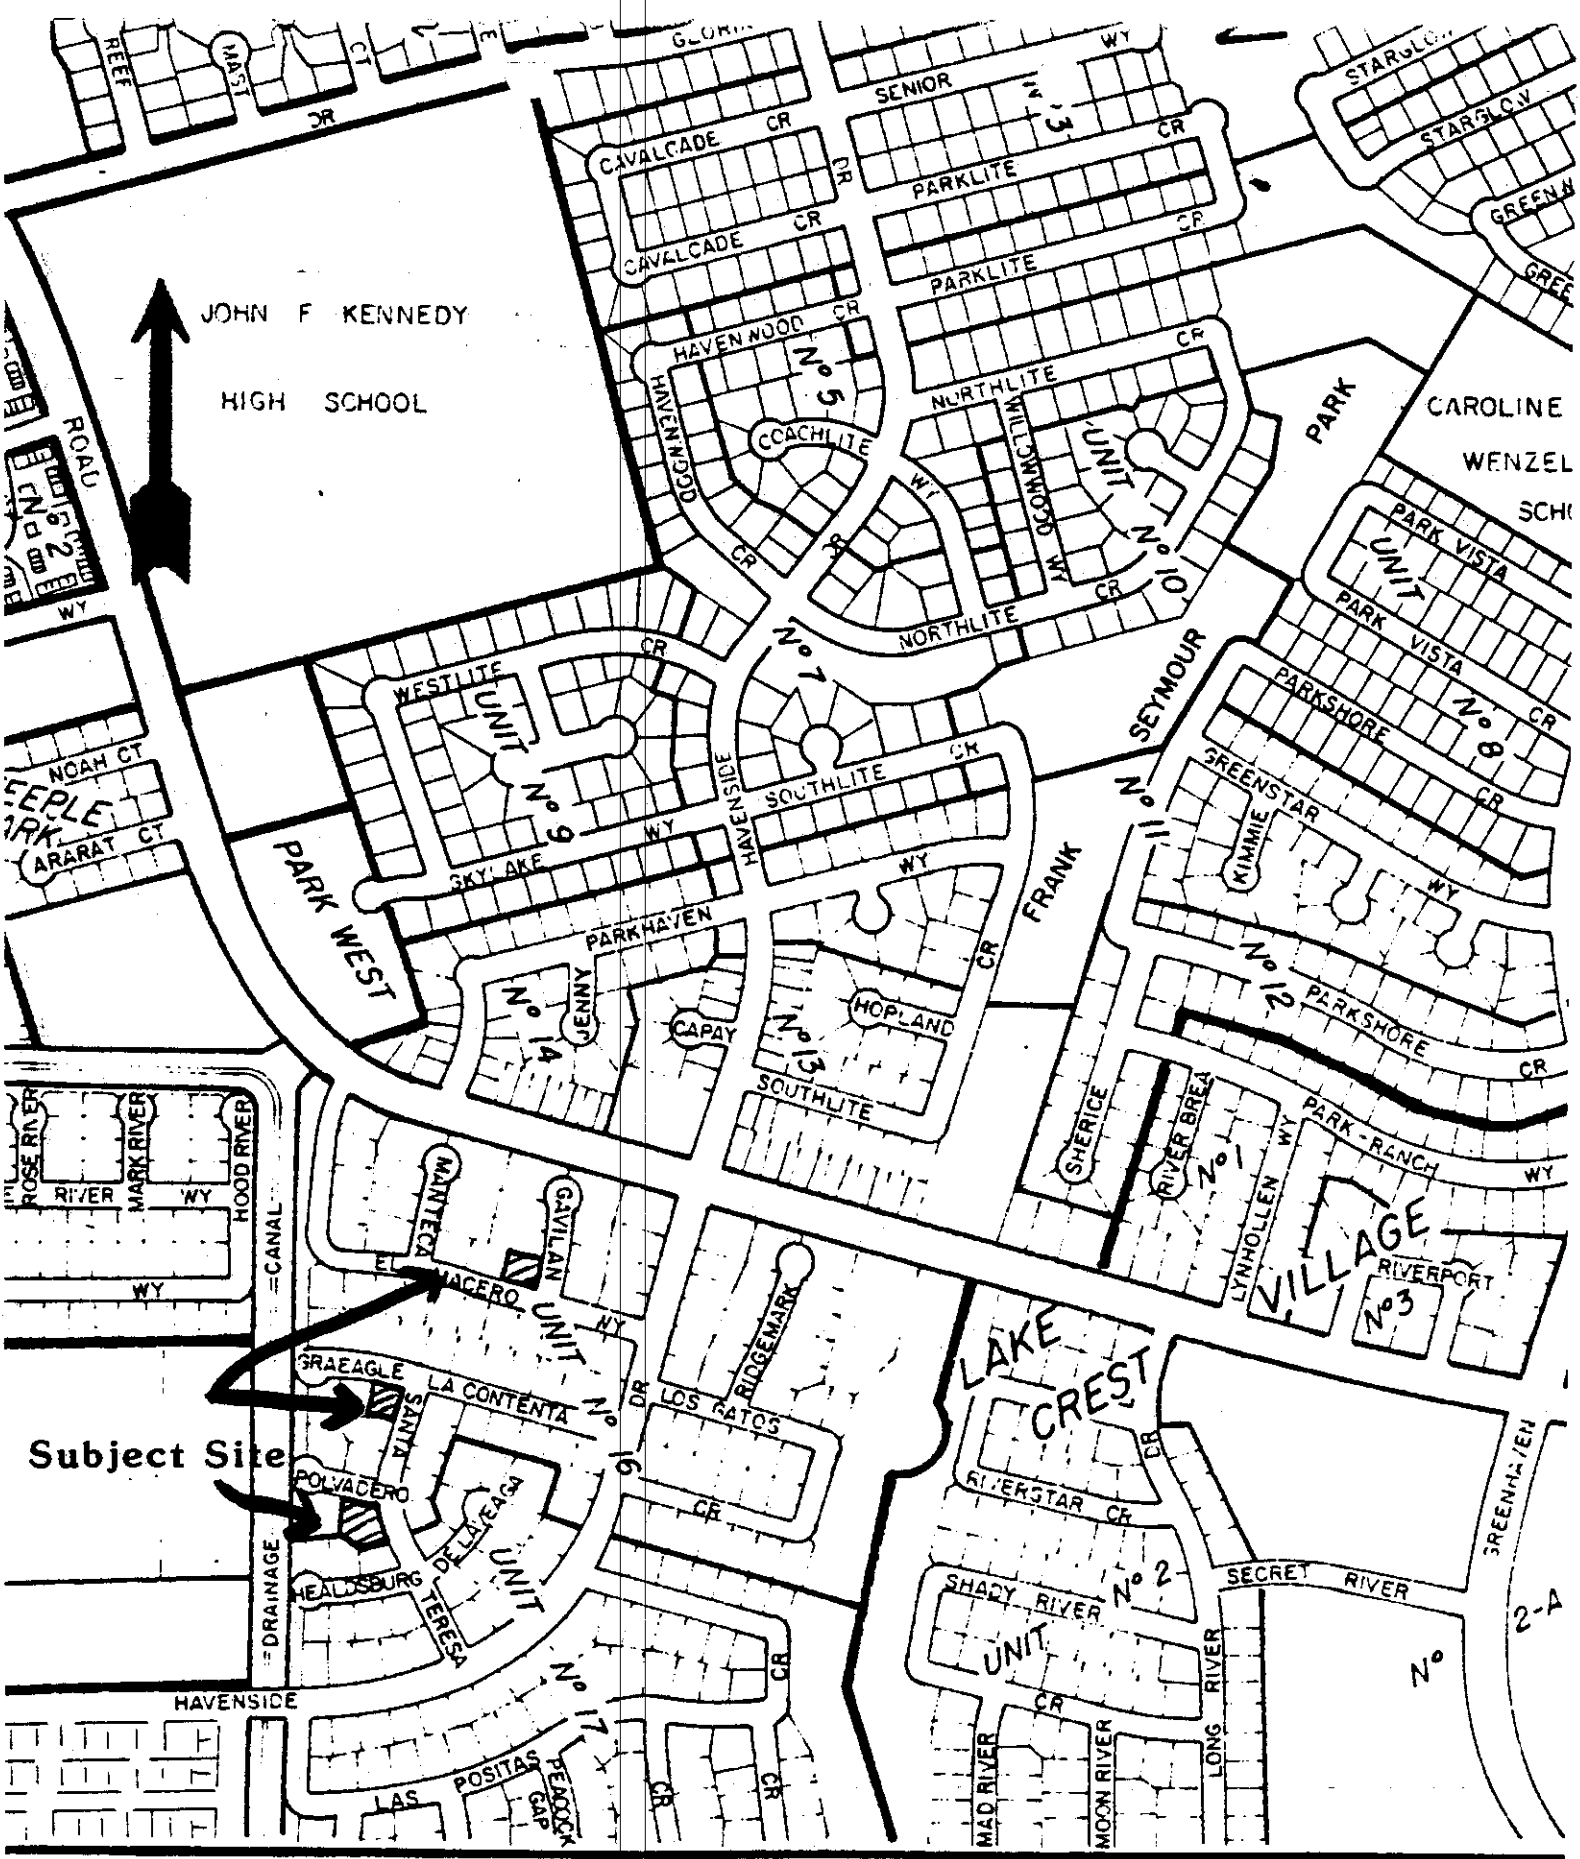 REEF
MAST
CT
DR
GLORIA
SENIOR
WY
STARGLOW
STARGLOW
CAVALCADE CR
DR
PARKLITE CR
CAVALCADE CR
PARKLITE CR
JOHN F KENNEDY
HIGH SCHOOL
HAVENWOOD CR
Nº 5
HAVENWOOD
CR
COACHLITE
WY
NORTHLITE CR
WILLOWWOOD
WY
UNIT
Nº 10
NORTHLITE CR
PARK
CAROLINE
WENZEL
ROAD
Nº 2
WY
PARK VISTA
UNIT
PARK VISTA CR
Nº 8
Nº 7
WESTLITE CR
UNIT
Nº 9
SEYMOUR
PARKSHORE CR
NOAH CT
ARARAT CT
SOUTHLITE CR
HAVENSIDE
Nº 11
GREENSTAR WY
KIMMIE
SKYLAKE WY
PARK WEST
FRANK
PARKHAVEN WY
JENNY
Nº 14
CAPAY
Nº 13
HOPLAND
CR
SOUTHLITE
Nº 12
PARKSHORE CR
SHERICE
RIVER BREA
Nº 1
PARK-RANCH WY
LYNHOLLEN WY
ROSE RIVER
MARK RIVER
HOOD RIVER
RIVER WY
WY
CANAL
MANTECA
GAVILAN
EL MACERO WY
UNIT
Nº 16
VILLAGE
RIVERPORT
Nº 3
RIDGEMARK
LAKE
CREST
GRAEAGLE
LA CONTENTA
DR
LOS GATOS
CR
SANTA
TERESA
Subject Site
POLVADERO
DE LAVEAGA
UNIT
HEALDSBURG
DRAINAGE
DR
RIVERSTAR CR
GREENHAVEN
SECRET RIVER
SHADY RIVER
Nº 2
UNIT
CR
Nº 2-A
HAVENSIDE
Nº 17
CR
LAS POSITAS
PEACOCK GAP
CR
CR
MAD RIVER
MOON RIVER
LONG RIVER